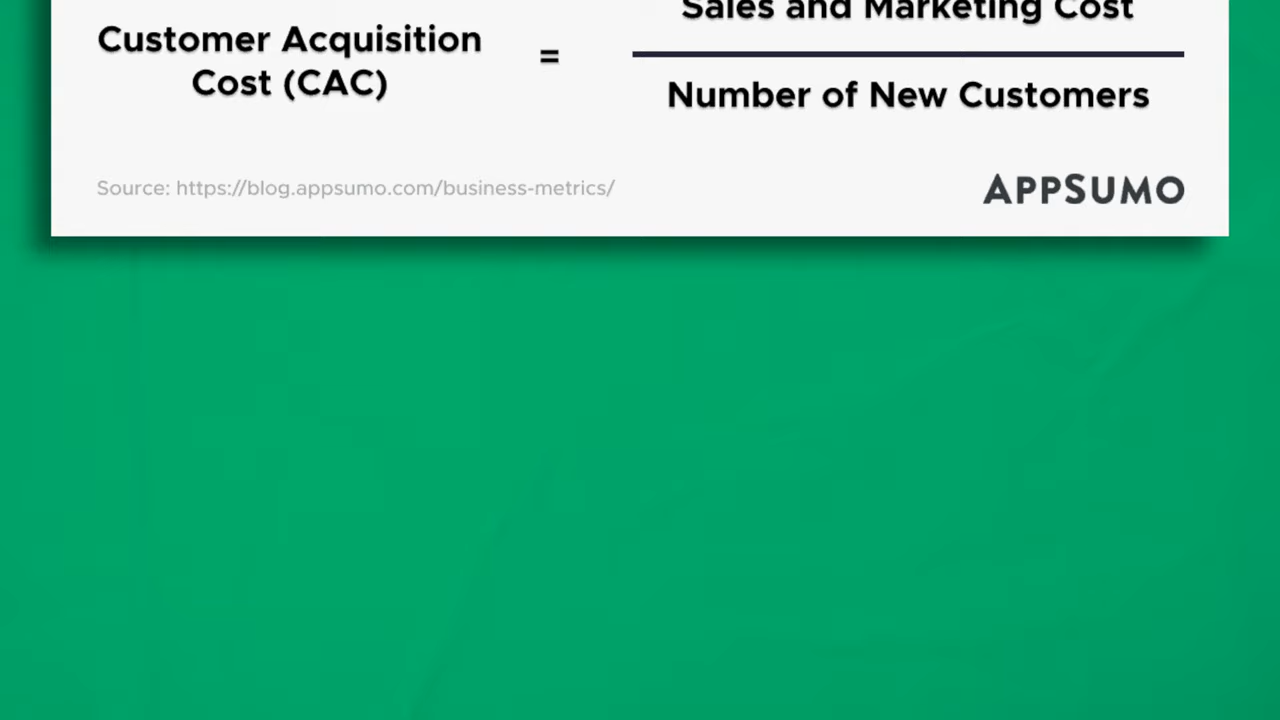 Sales and Marketing Cost
Customer Acquisition
Cost (CAC)
=
Number of New Customers
Source: https://blog.appsumo.com/business-metrics/
APPSUMO